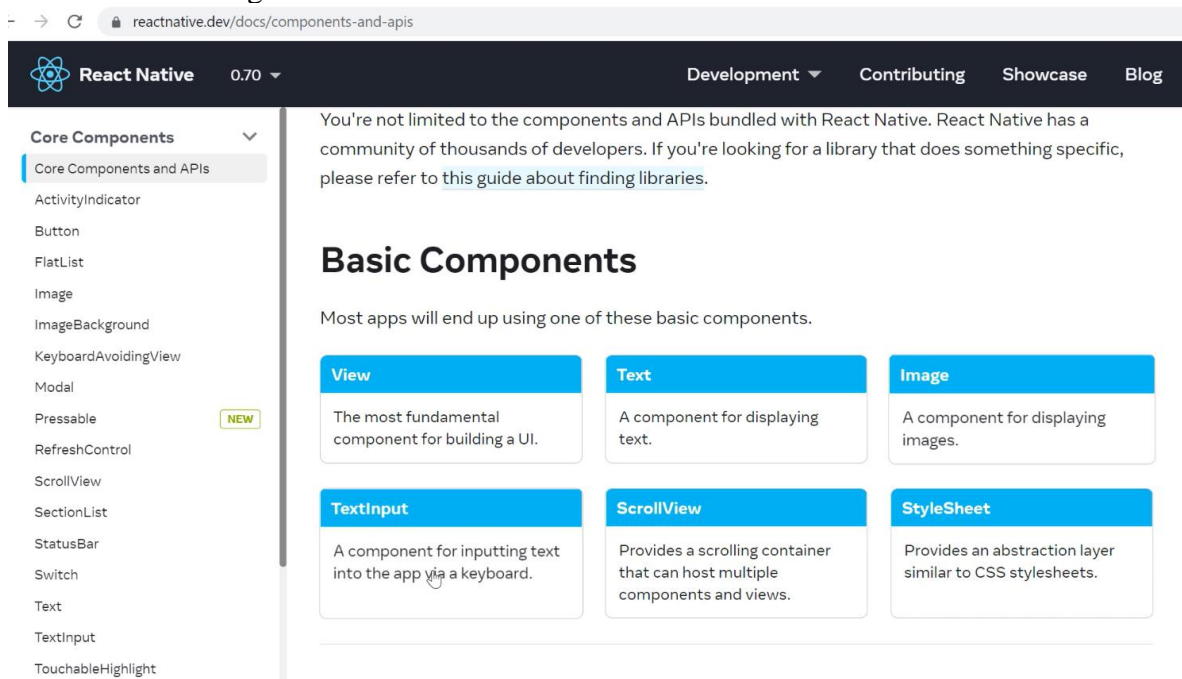 reactnative.dev/docs/components-and-apis
React Native 0.70 Development Contributing Showcase Blog
Core Components
Core Components and APIs
ActivityIndicator
Button
FlatList
Image
ImageBackground
KeyboardAvoidingView
Modal
Pressable NEW
RefreshControl
ScrollView
SectionList
StatusBar
Switch
Text
TextInput
TouchableHighlight
You're not limited to the components and APIs bundled with React Native. React Native has a
community of thousands of developers. If you're looking for a library that does something specific,
please refer to this guide about finding libraries.
Basic Components
Most apps will end up using one of these basic components.
View
The most fundamental
component for building a UI.
Text
A component for displaying
text.
Image
A component for displaying
images.
TextInput
A component for inputting text
into the app via a keyboard.
ScrollView
Provides a scrolling container
that can host multiple
components and views.
StyleSheet
Provides an abstraction layer
similar to CSS stylesheets.